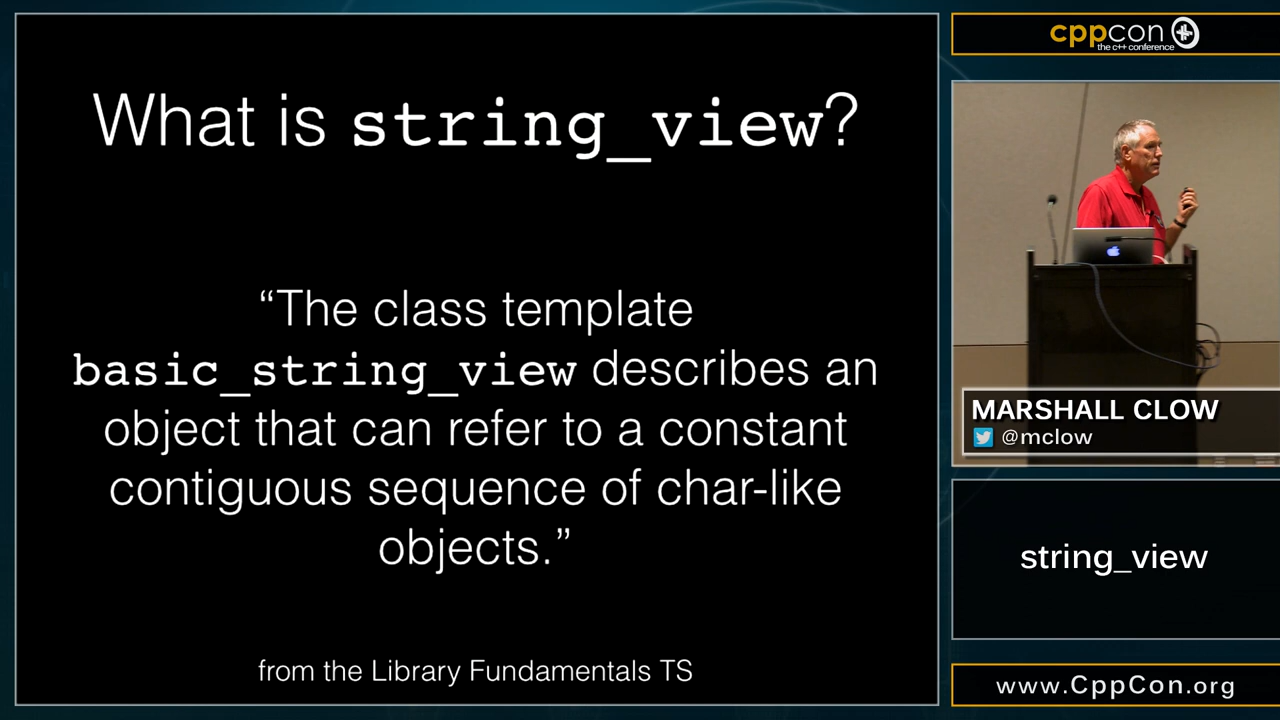 What is string_view?
“The class template
basic_string_view describes an
object that can refer to a constant
contiguous sequence of char-like
objects.”
from the Library Fundamentals TS
cppcon
the c++ conference
MARSHALL CLOW
@mclow
string_view
www.CppCon.org